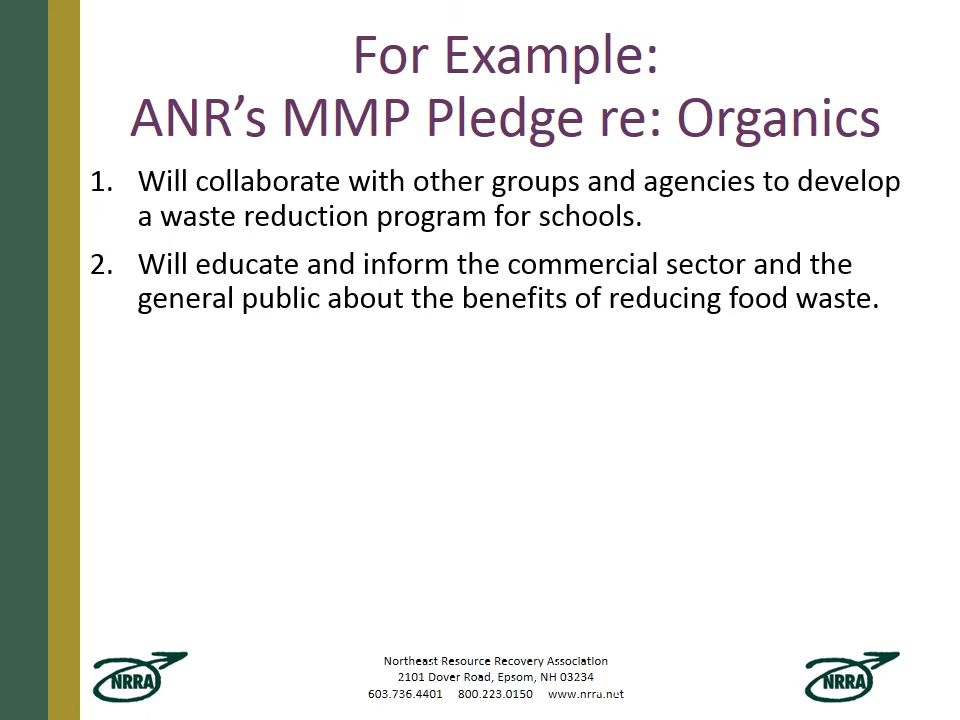 For Example:
ANR’s MMP Pledge re: Organics
1. Will collaborate with other groups and agencies to develop
a waste reduction program for schools.
2. Will educate and inform the commercial sector and the
general public about the benefits of reducing food waste.
NRRA
Northeast Resource Recovery Association
2101 Dover Road, Epsom, NH 03234
603.736.4401 800.223.0150 www.nrra.net
NRRA